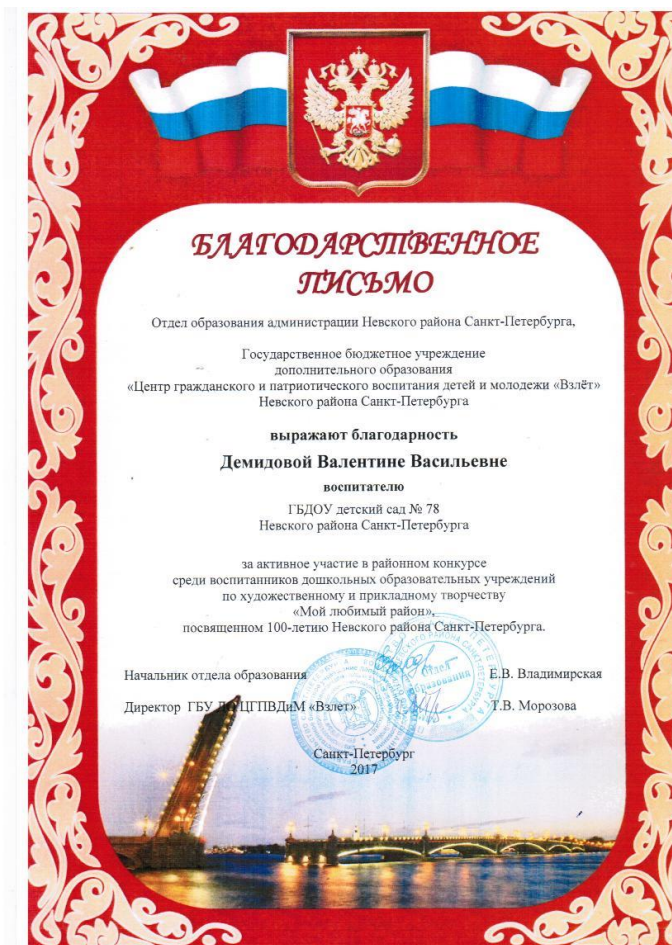 БЛАГОДАРСТВЕННОЕ
ПИСЬМО
Отдел образования администрации Невского района Санкт-Петербурга,
Государственное бюджетное учреждение
дополнительного образования
«Центр гражданского и патриотического воспитания детей и молодежи «Взлёт»
Невского района Санкт-Петербурга
выражают благодарность
Демидовой Валентине Васильевне
воспитателю
ГБДОУ детский сад № 78
Невского района Санкт-Петербурга
за активное участие в районном конкурсе
среди воспитанников дошкольных образовательных учреждений
по художественному и прикладному творчеству
«Мой любимый район»,
посвященном 100-летию Невского района Санкт-Петербурга.
Начальник отдела образования Е.В. Владимирская
Отдел
образования
Директор ГБУ ДО ЦГПВДиМ «Взлет» Т.В. Морозова
Санкт-Петербург
2017